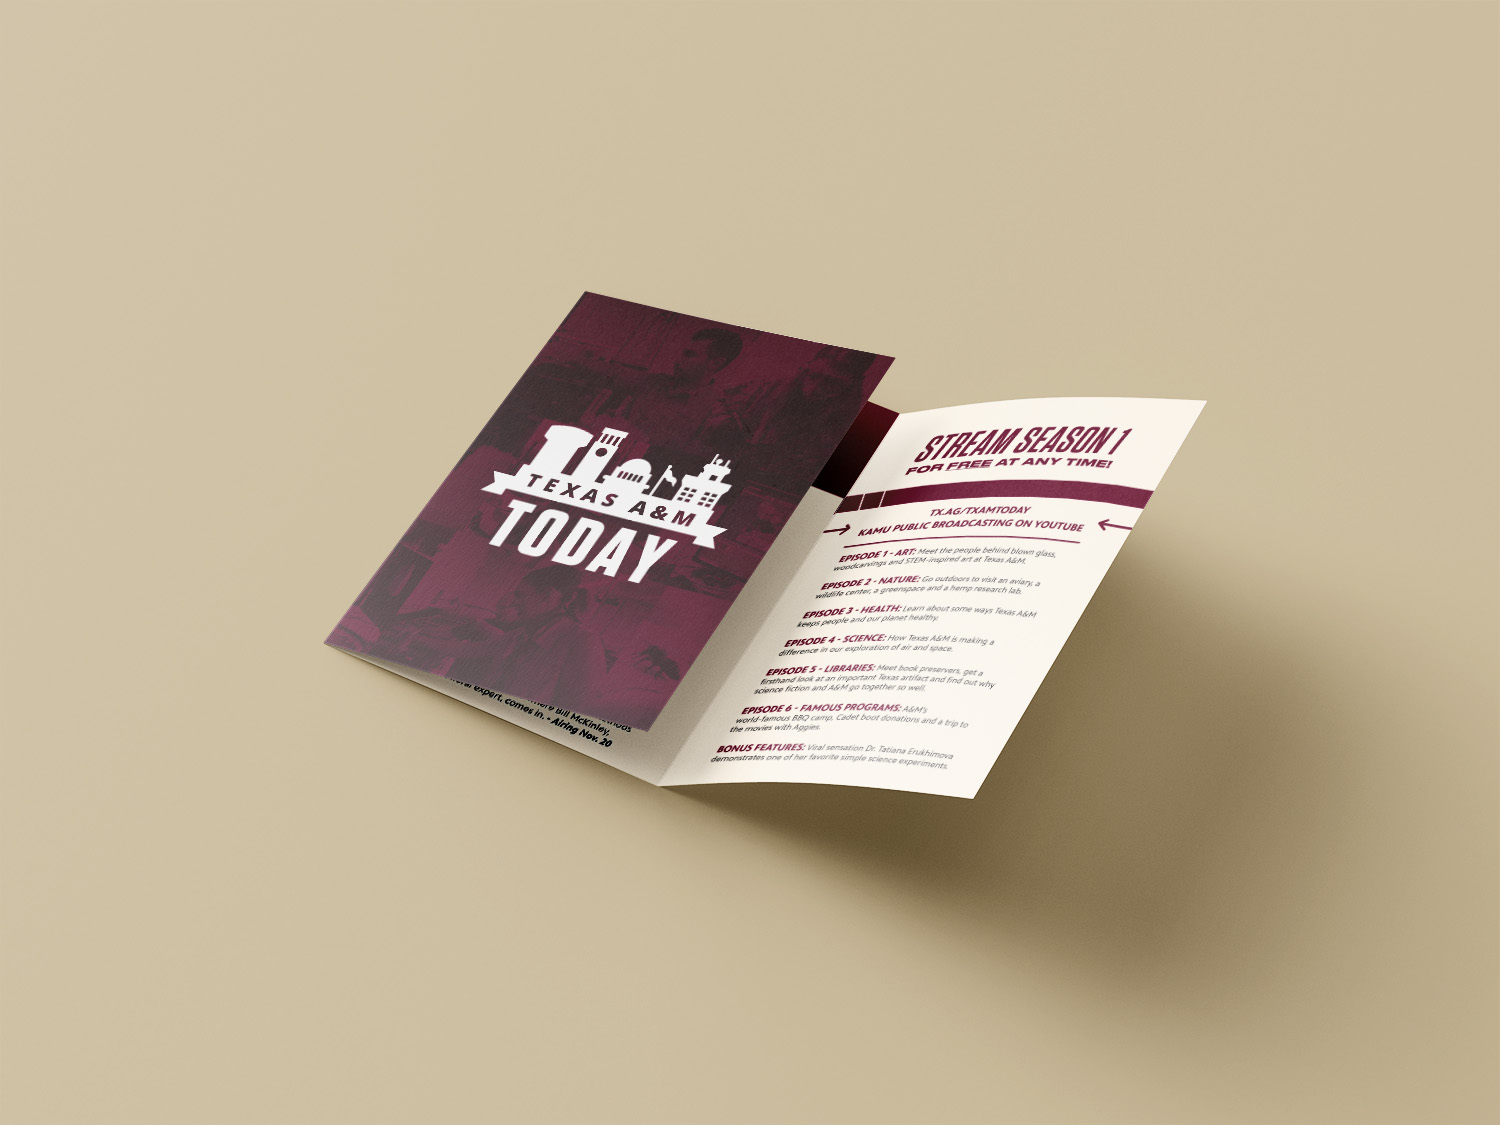 TEXAS A&M
TODAY
expert, comes in. - Airing Nov. 20
Bill McKinley,
STREAM SEASON 1
FOR FREE AT ANY TIME!
TX.AG/TXAMTODAY
KAMU PUBLIC BROADCASTING ON YOUTUBE
EPISODE 1 - ART: Meet the people behind blown glass,
woodcarvings and STEM-inspired art at Texas A&M.
EPISODE 2 - NATURE: Go outdoors to visit an aviary, a
wildlife center, a greenspace and a hemp research lab.
EPISODE 3 - HEALTH: Learn about some ways Texas A&M
keeps people and our planet healthy.
EPISODE 4 - SCIENCE: How Texas A&M is making a
difference in our exploration of air and space.
EPISODE 5 - LIBRARIES: Meet book preservers, get a
firsthand look at an important Texas artifact and find out why
science fiction and A&M go together so well.
EPISODE 6 - FAMOUS PROGRAMS: A&M's
world-famous BBQ camp, Cadet boot donations and a trip to
the movies with Aggies.
BONUS FEATURES: Viral sensation Dr. Tatiana Erukhimova
demonstrates one of her favorite simple science experiments.